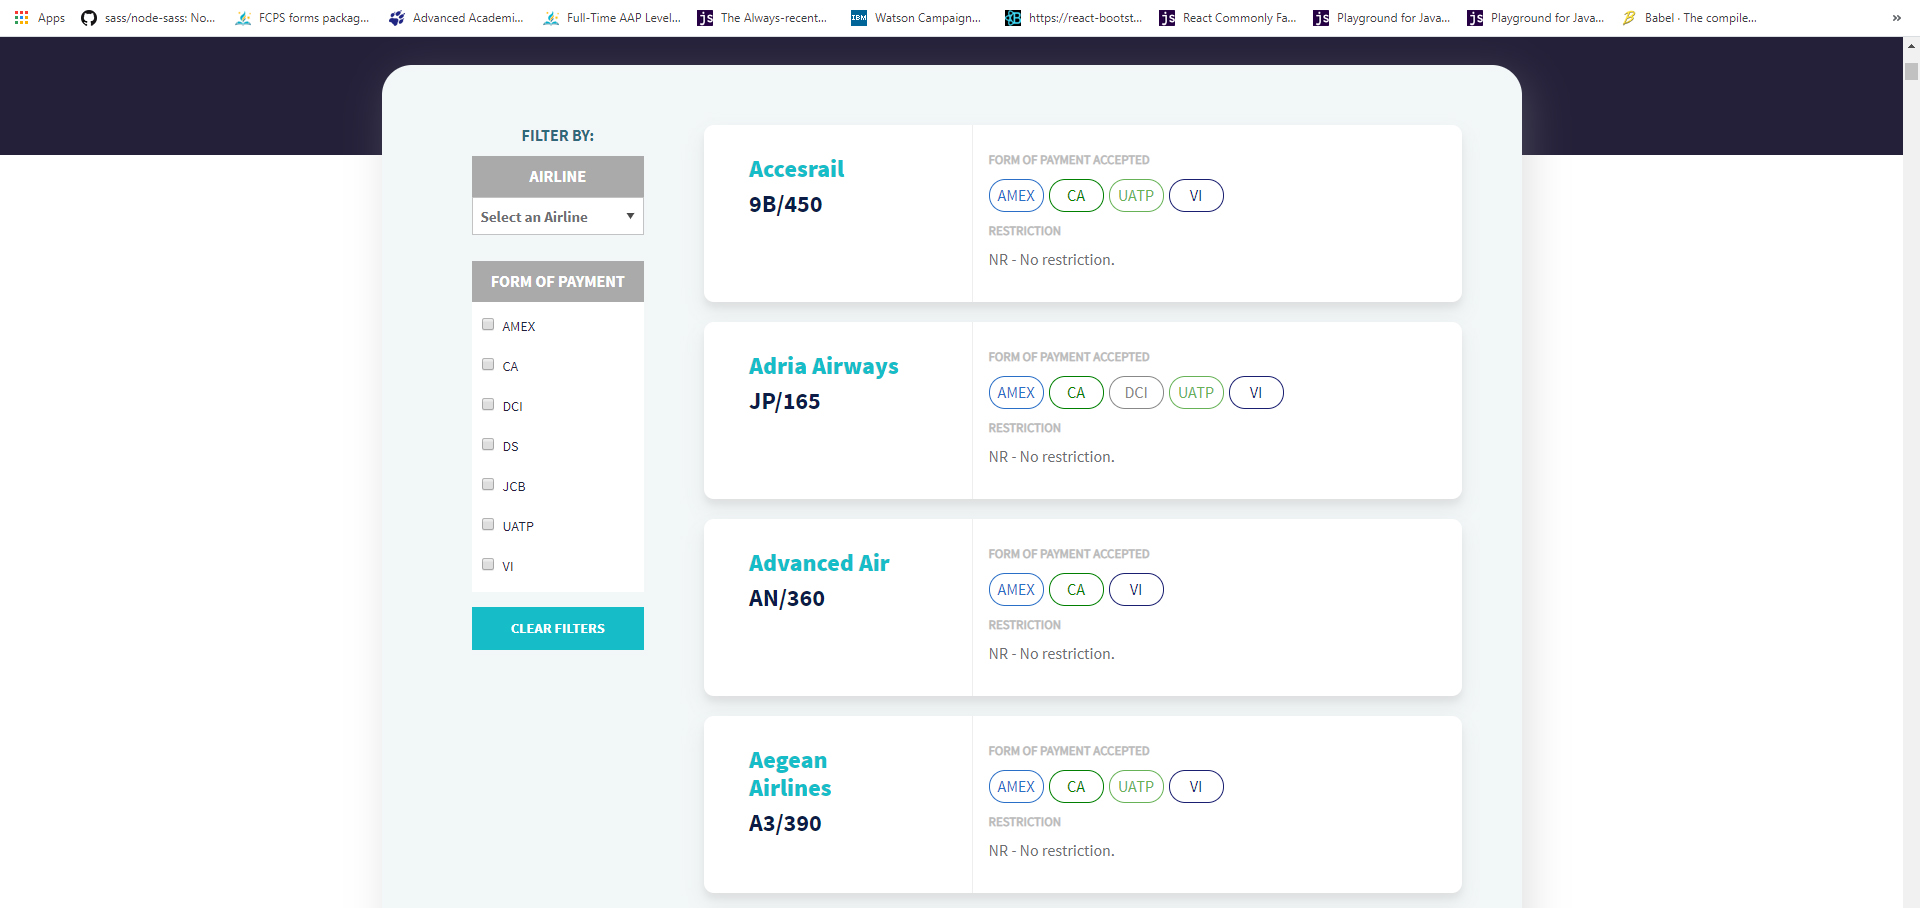 Apps
sass/node-sass: No...
FCPS forms packag...
Advanced Academi...
Full-Time AAP Level...
js
The Always-recent...
IBM
Watson Campaign...
https://react-bootst...
js
React Commonly Fa...
js
Playground for Java...
js
Playground for Java...
Babel · The compile...
»
FILTER BY:
AIRLINE
Select an Airline
FORM OF PAYMENT
AMEX
CA
DCI
DS
JCB
UATP
VI
CLEAR FILTERS
Accesrail
9B/450
FORM OF PAYMENT ACCEPTED
AMEX CA UATP VI
RESTRICTION
NR - No restriction.
Adria Airways
JP/165
FORM OF PAYMENT ACCEPTED
AMEX CA DCI UATP VI
RESTRICTION
NR - No restriction.
Advanced Air
AN/360
FORM OF PAYMENT ACCEPTED
AMEX CA VI
RESTRICTION
NR - No restriction.
Aegean
Airlines
A3/390
FORM OF PAYMENT ACCEPTED
AMEX CA UATP VI
RESTRICTION
NR - No restriction.